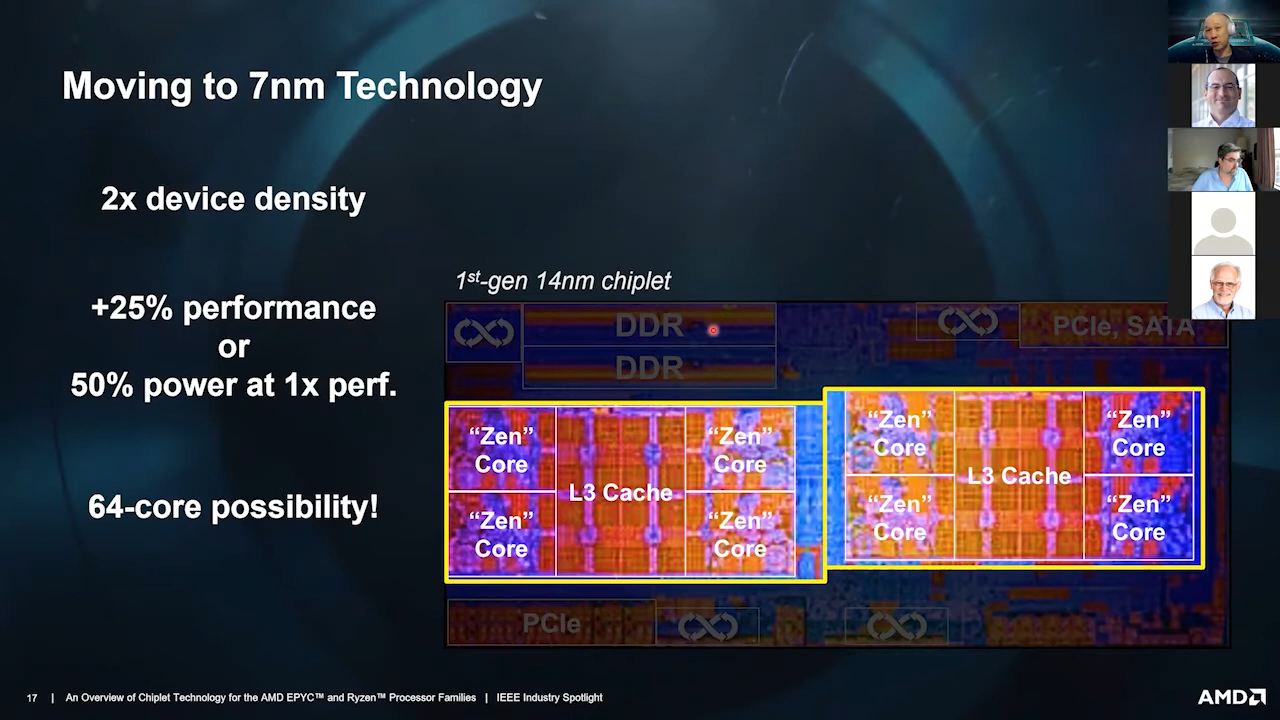 Moving to 7nm Technology
2x device density
+25% performance
or
50% power at 1x perf.
64-core possibility!
1st-gen 14nm chiplet
DDR
DDR
PCIe, SATA
“Zen”
Core
“Zen”
Core
“Zen”
Core
“Zen”
Core
L3 Cache
“Zen”
Core
“Zen”
Core
“Zen”
Core
“Zen”
Core
L3 Cache
PCIe
17 | An Overview of Chiplet Technology for the AMD EPYC™ and Ryzen™ Processor Families | IEEE Industry Spotlight
AMD